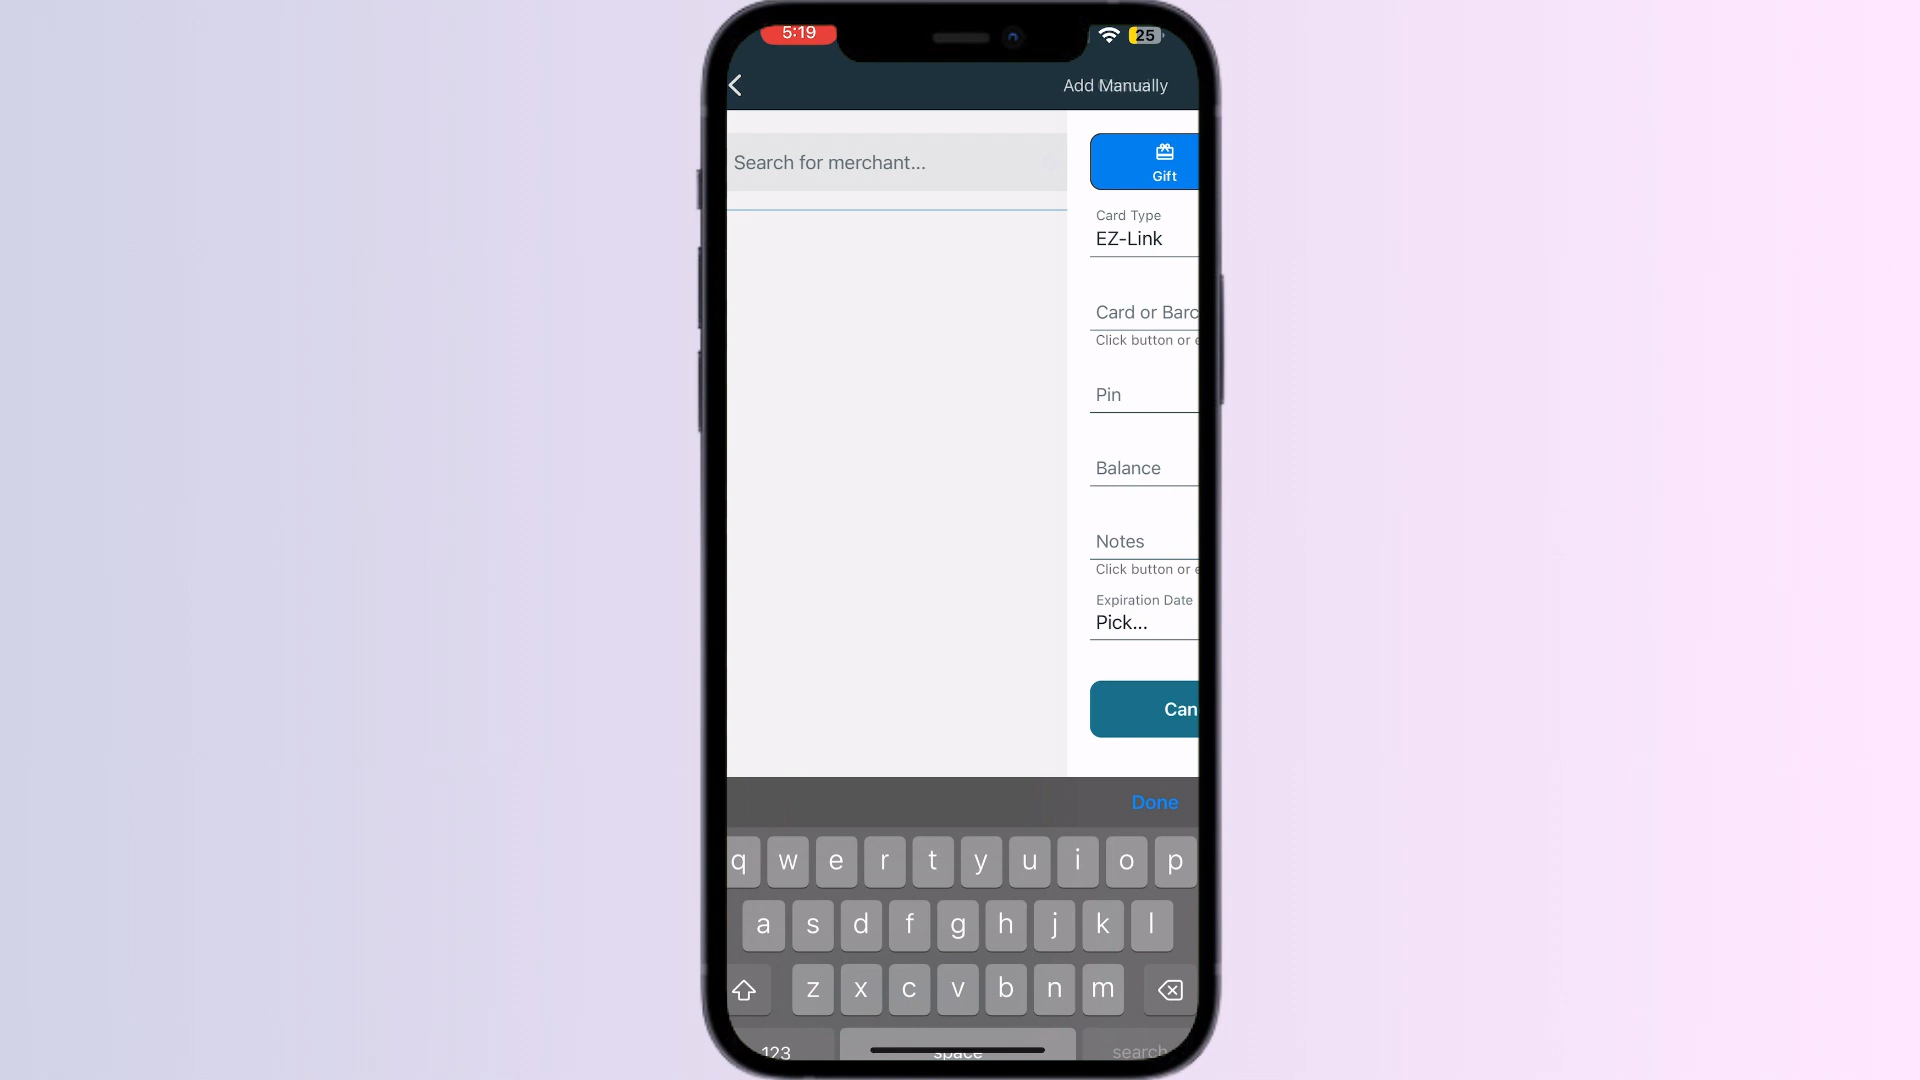 5:19
25
Add Manually
Search for merchant...
Gift
Card Type
EZ-Link
Card or Barc
Click button or e
Pin
Balance
Notes
Click button or e
Expiration Date
Pick...
Can
Done
q w e r t y u i o p
a s d f g h j k l
z x c v b n m
123 space search